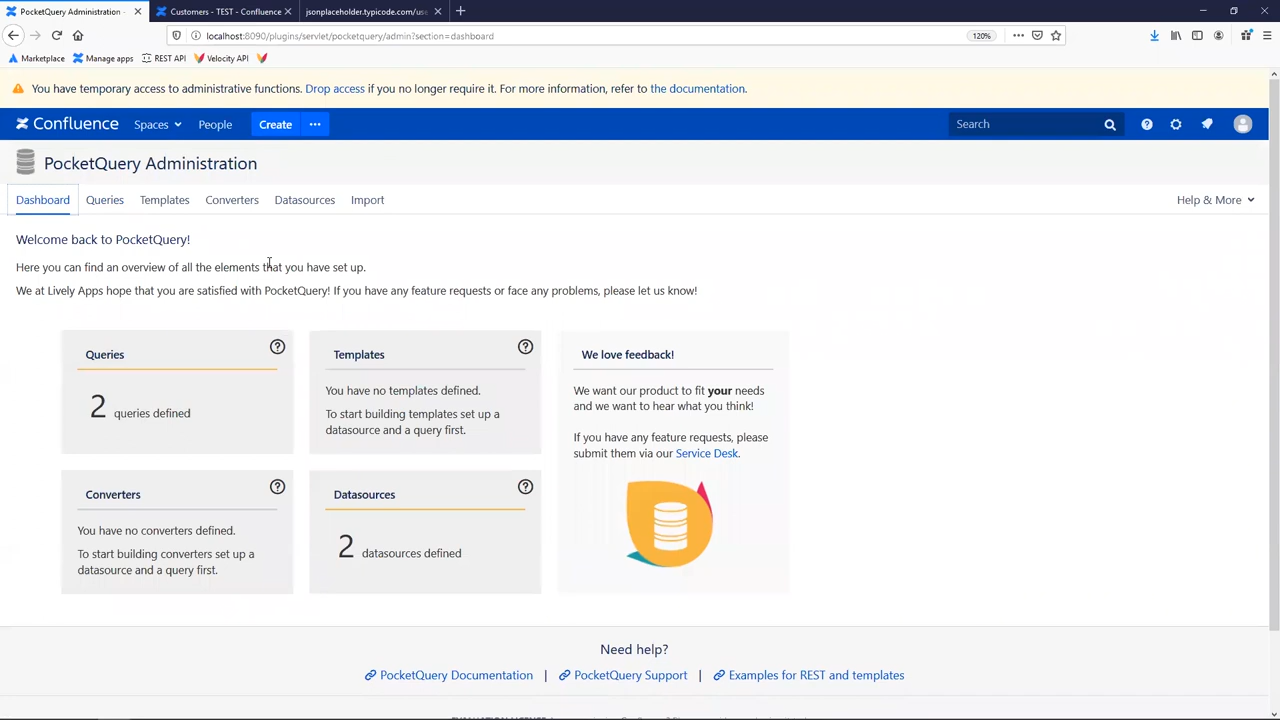 PocketQuery Administration -
Customers - TEST - Confluence
jsonplaceholder.typicode.com/us
localhost:8090/plugins/servlet/pocketquery/admin?section=dashboard
120%
Marketplace
Manage apps
REST API
Velocity API
You have temporary access to administrative functions. Drop access if you no longer require it. For more information, refer to the documentation.
Confluence
Spaces
People
Create
Search
PocketQuery Administration
Dashboard
Queries
Templates
Converters
Datasources
Import
Help & More
Welcome back to PocketQuery!
Here you can find an overview of all the elements that you have set up.
We at Lively Apps hope that you are satisfied with PocketQuery! If you have any feature requests or face any problems, please let us know!
Queries
2 queries defined
Templates
You have no templates defined.
To start building templates set up a
datasource and a query first.
We love feedback!
We want our product to fit your needs
and we want to hear what you think!
If you have any feature requests, please
submit them via our Service Desk.
Converters
You have no converters defined.
To start building converters set up a
datasource and a query first.
Datasources
2 datasources defined
Need help?
PocketQuery Documentation | PocketQuery Support | Examples for REST and templates